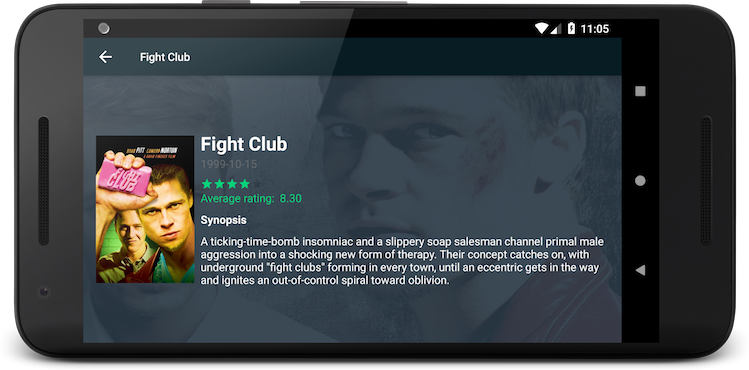 11:05
Fight Club
BRAD PITT EDWARD NORTON
A DAVID FINCHER FILM
FIGHT
CLUB
Fight Club
1999-10-15
Average rating: 8.30
Synopsis
A ticking-time-bomb insomniac and a slippery soap salesman channel primal male
aggression into a shocking new form of therapy. Their concept catches on, with
underground "fight clubs" forming in every town, until an eccentric gets in the way
and ignites an out-of-control spiral toward oblivion.